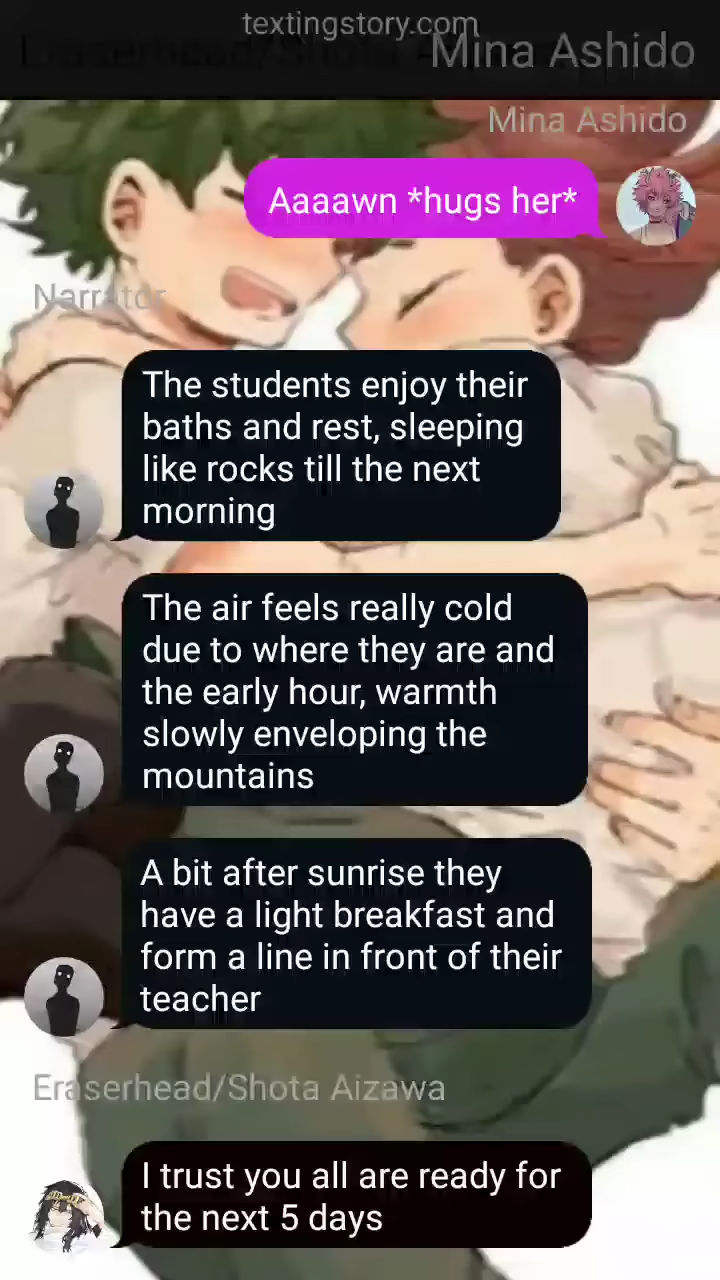 textingstory.com
Eraserhead/Shota A
Mina Ashido
Mina Ashido
Aaaawn *hugs her*
Narrator
The students enjoy their
baths and rest, sleeping
like rocks till the next
morning
The air feels really cold
due to where they are and
the early hour, warmth
slowly enveloping the
mountains
A bit after sunrise they
have a light breakfast and
form a line in front of their
teacher
Eraserhead/Shota Aizawa
I trust you all are ready for
the next 5 days